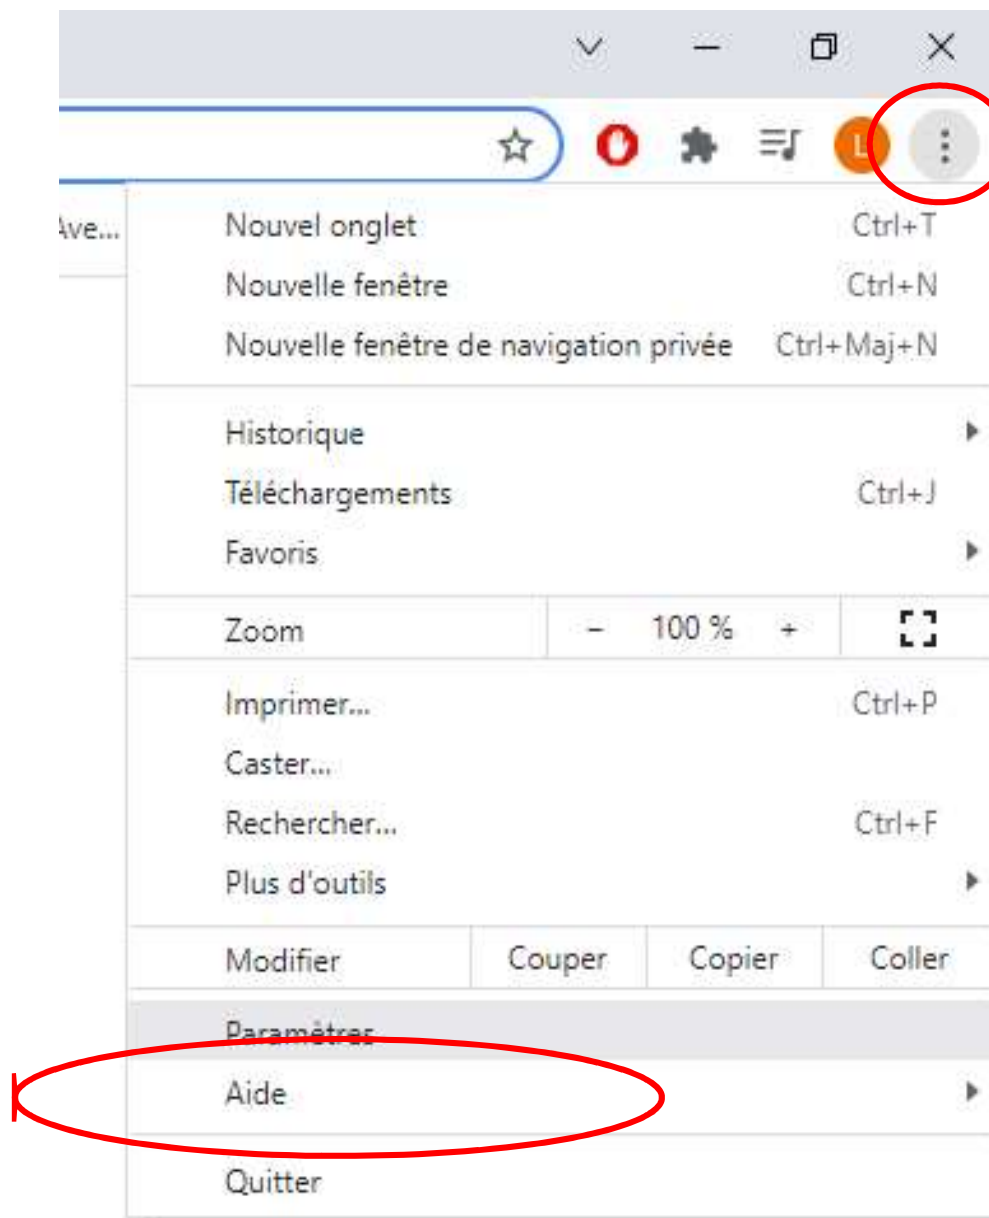 L
Ave...
Nouvel onglet Ctrl+T
Nouvelle fenêtre Ctrl+N
Nouvelle fenêtre de navigation privée Ctrl+Maj+N
Historique
Téléchargements Ctrl+J
Favoris
Zoom - 100 % +
Imprimer...  Ctrl+P
Caster...
Rechercher... Ctrl+F
Plus d'outils
Modifier Couper Copier Coller
Paramètres
Aide
Quitter